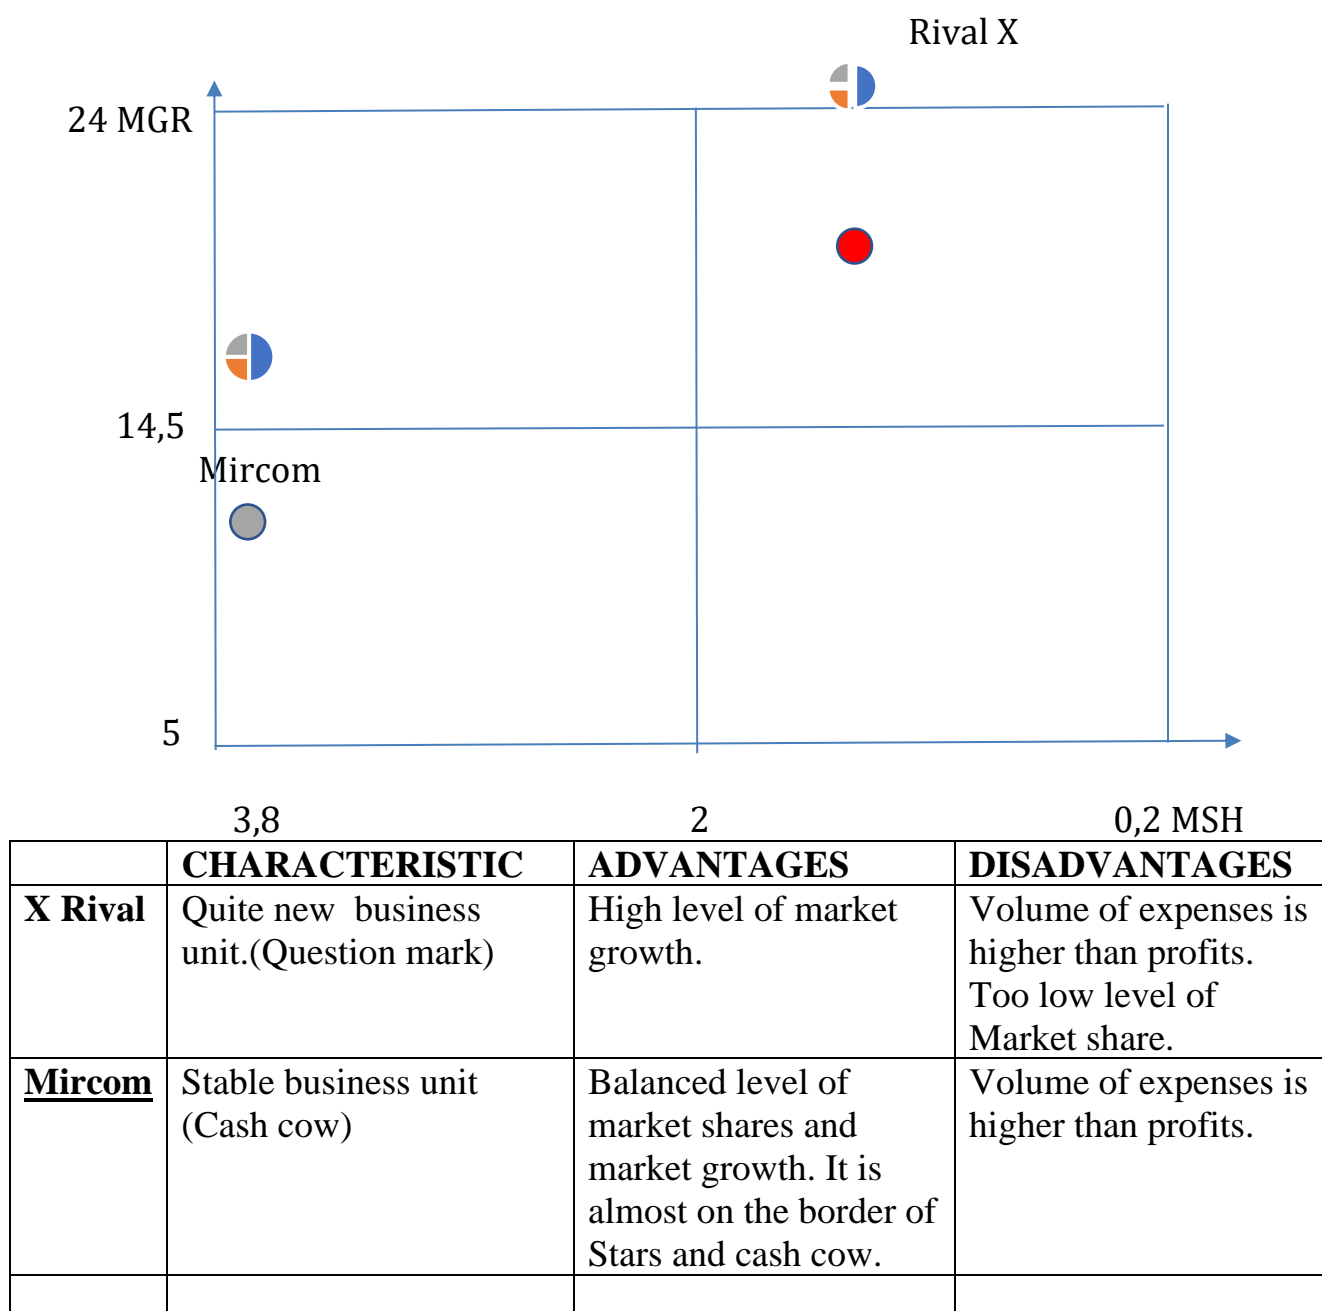 Rival X
24 MGR
14,5
Mircom
5
3,8 2 0,2 MSH
CHARACTERISTIC ADVANTAGES DISADVANTAGES
X Rival Quite new business High level of market Volume of expenses is
unit.(Question mark) growth. higher than profits.
Too low level of
Market share.
Mircom Stable business unit Balanced level of Volume of expenses is
(Cash cow) market shares and higher than profits.
market growth. It is
almost on the border of
Stars and cash cow.